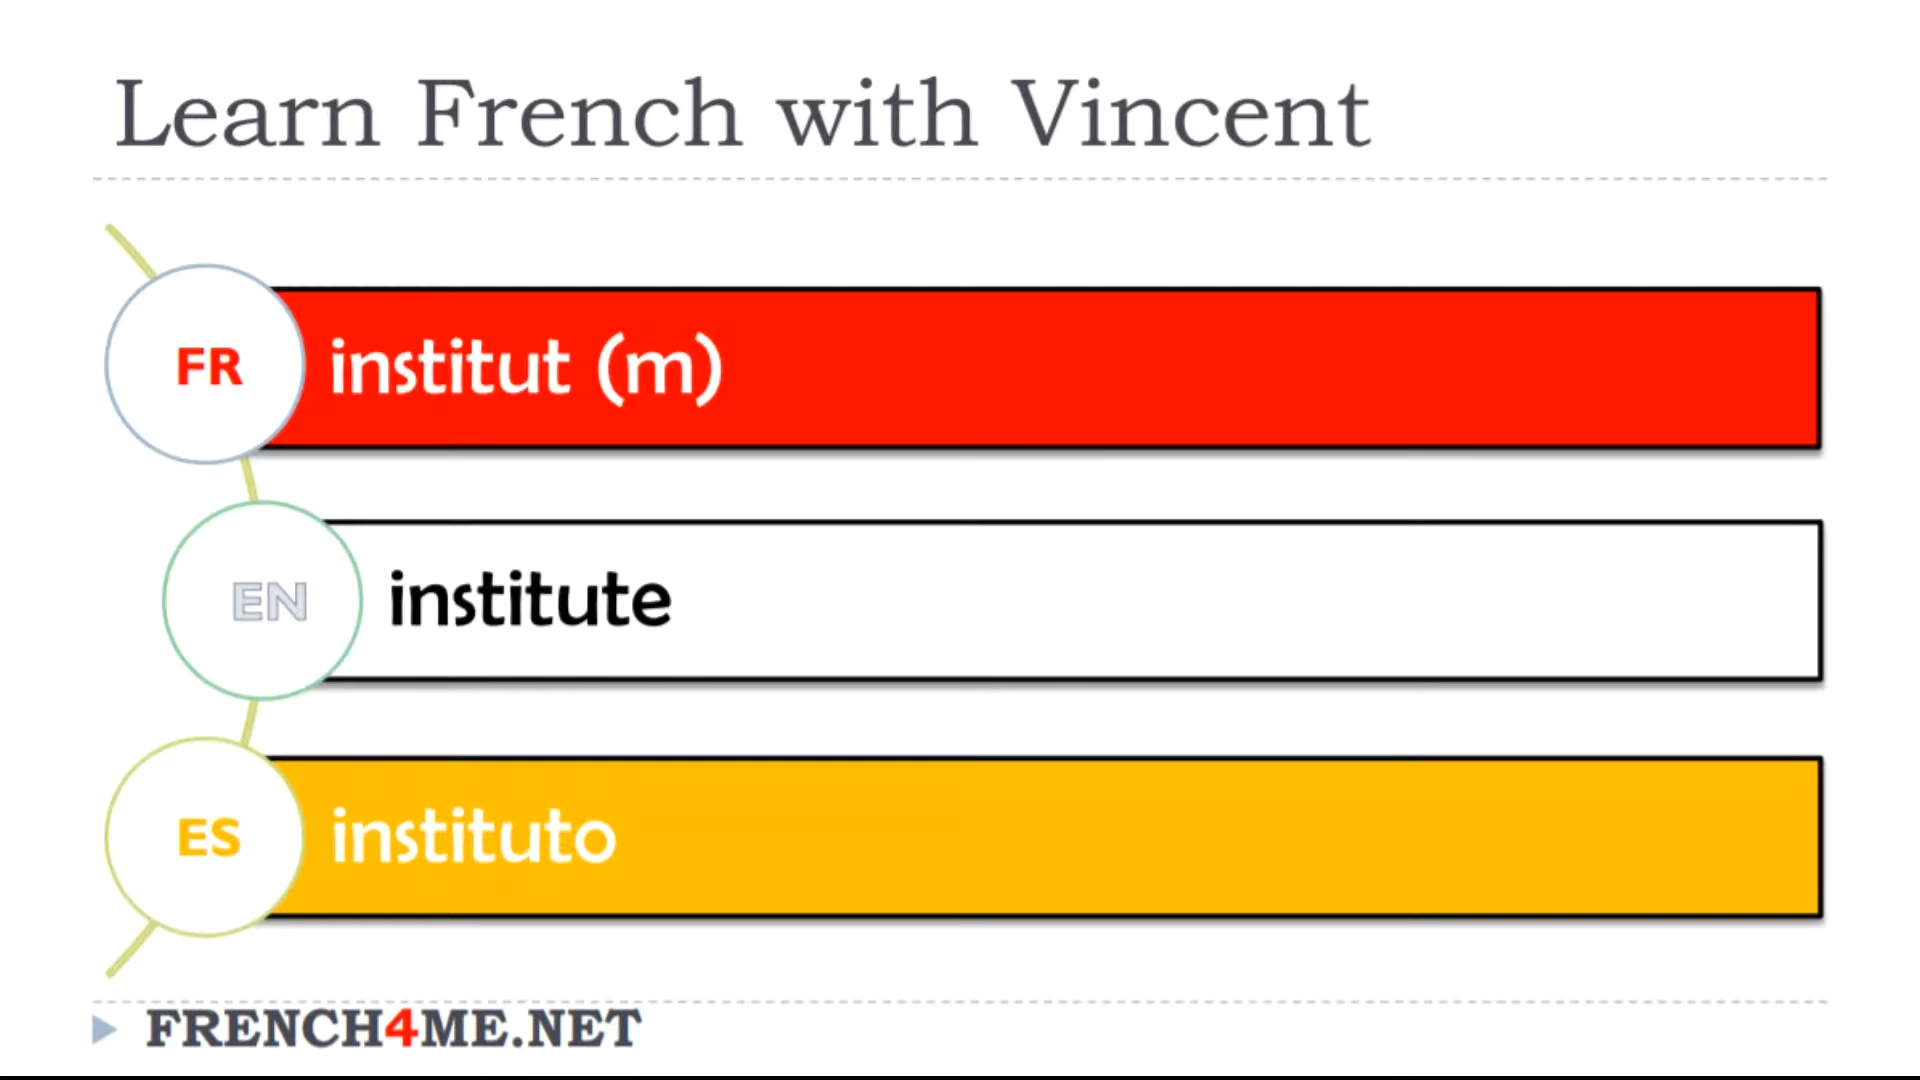 Learn French with Vincent
FR institut (m)
EN institute
ES instituto
FRENCH4ME.NET